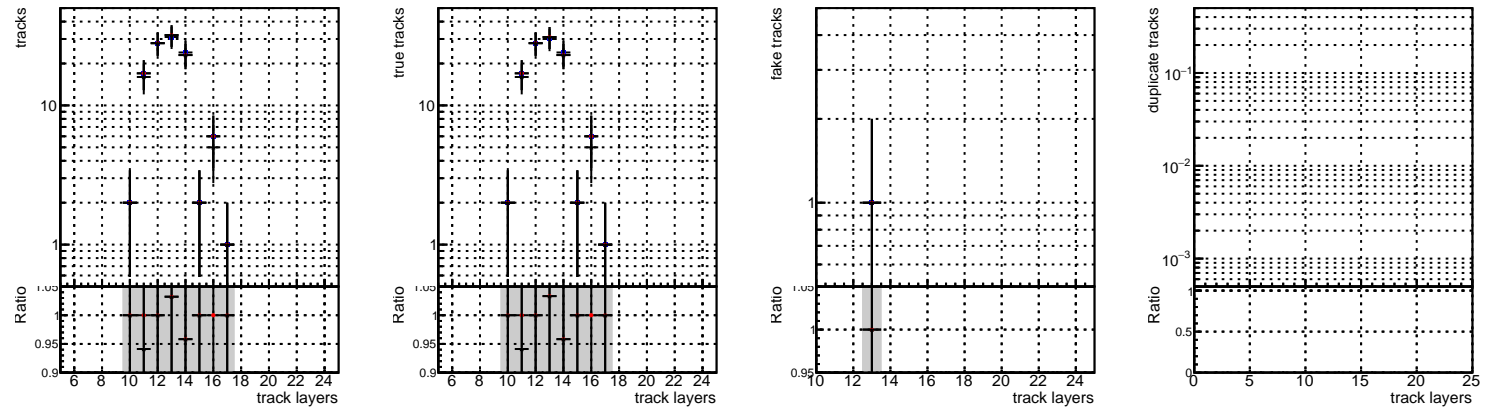 tracks
10
1
Ratio
1.05
1
0.95
0.9
6 8 10 12 14 16 18 20 22 24
track layers
true tracks
10
1
Ratio
1.05
1
0.95
0.9
6 8 10 12 14 16 18 20 22 24
track layers
fake tracks
1
Ratio
1.05
1
0.95
10 12 14 16 18 20 22 24
track layers
duplicate tracks
10⁻¹
10⁻²
10⁻³
Ratio
1
0.5
0
0 5 10 15 20 25
track layers